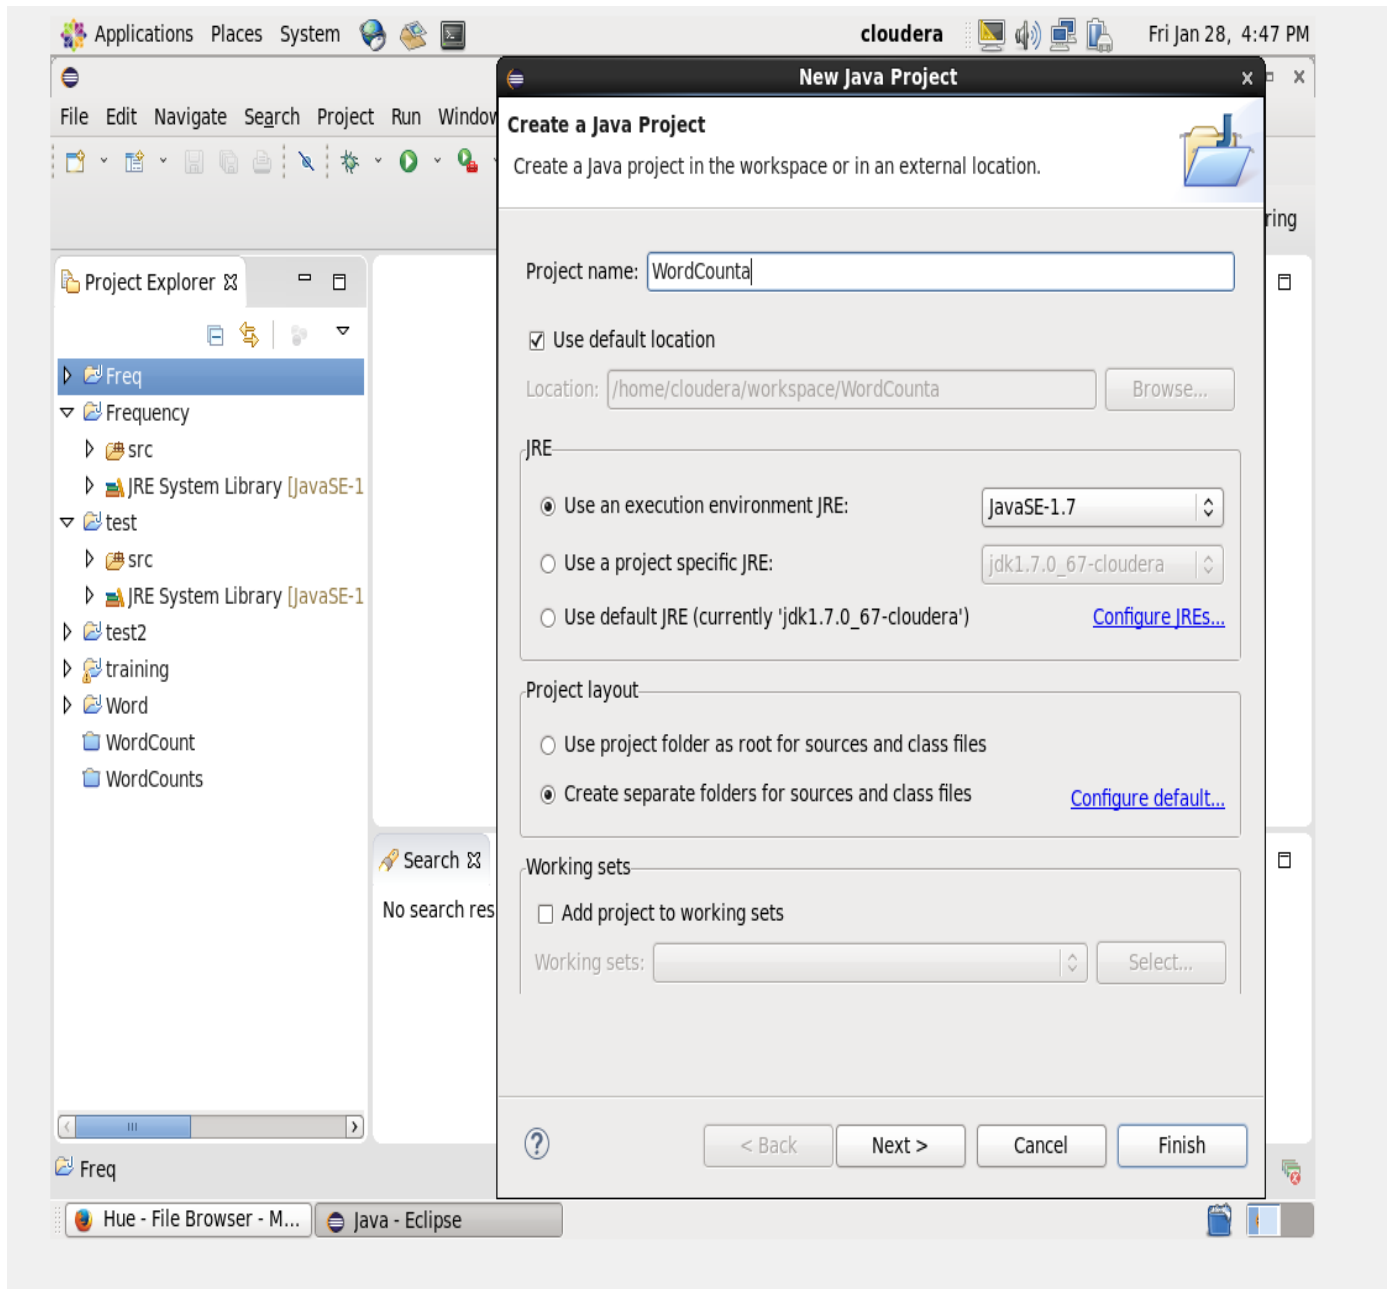 Applications Places System cloudera Fri Jan 28, 4:47 PM
New Java Project
File Edit Navigate Search Project Run Window
Create a Java Project
Create a Java project in the workspace or in an external location.
ring
Project Explorer
Project name: WordCounta
Use default location
Location: /home/cloudera/workspace/WordCounta Browse...
Freq
Frequency
src
JRE System Library [JavaSE-1
test
src
JRE System Library [JavaSE-1
test2
training
Word
WordCount
WordCounts
JRE
Use an execution environment JRE: JavaSE-1.7
Use a project specific JRE: jdk1.7.0_67-cloudera
Use default JRE (currently 'jdk1.7.0_67-cloudera') Configure JREs...
Project layout
Use project folder as root for sources and class files
Create separate folders for sources and class files Configure default...
Search
No search res
Working sets
Add project to working sets
Working sets: Select...
< Back Next > Cancel Finish
Freq
Hue - File Browser - M... Java - Eclipse